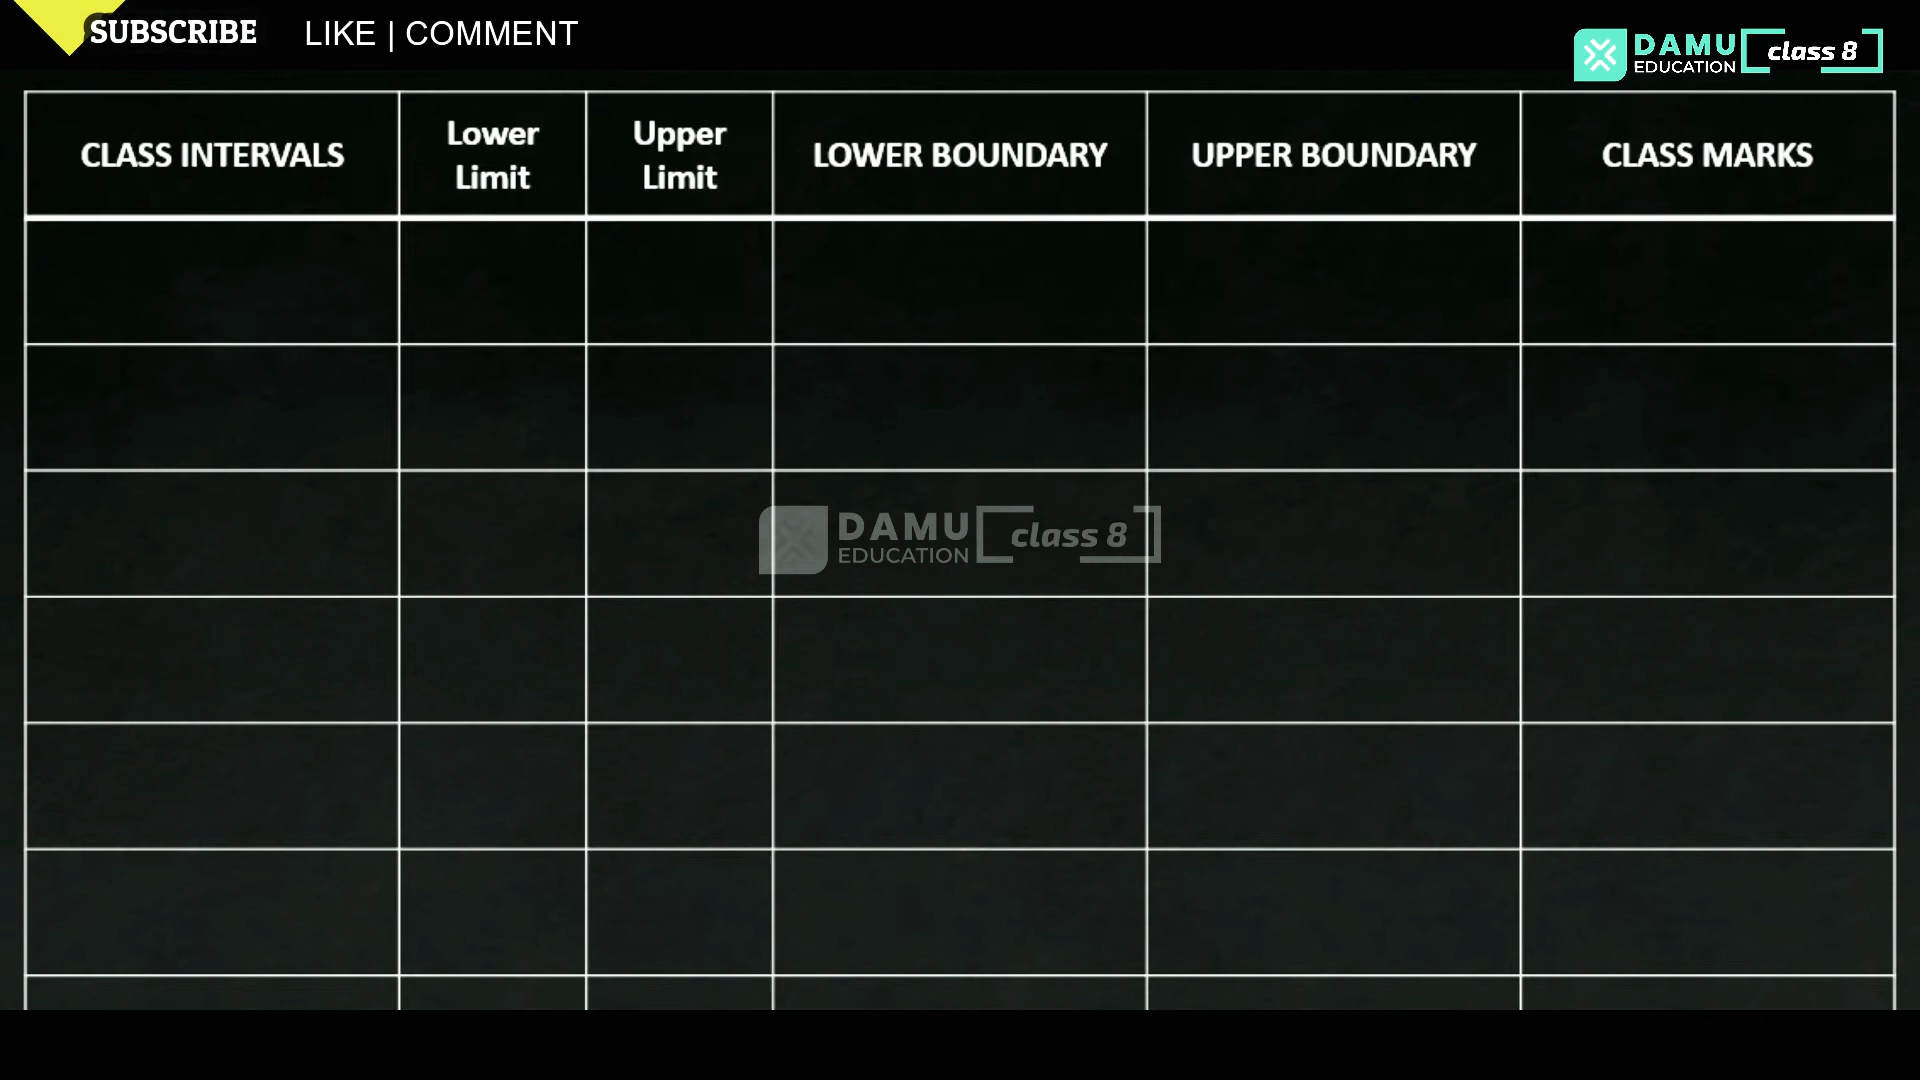 SUBSCRIBE LIKE | COMMENT
DAMU EDUCATION class 8
CLASS INTERVALS
Lower
Limit
Upper
Limit
LOWER BOUNDARY
UPPER BOUNDARY
CLASS MARKS
DAMU EDUCATION class 8